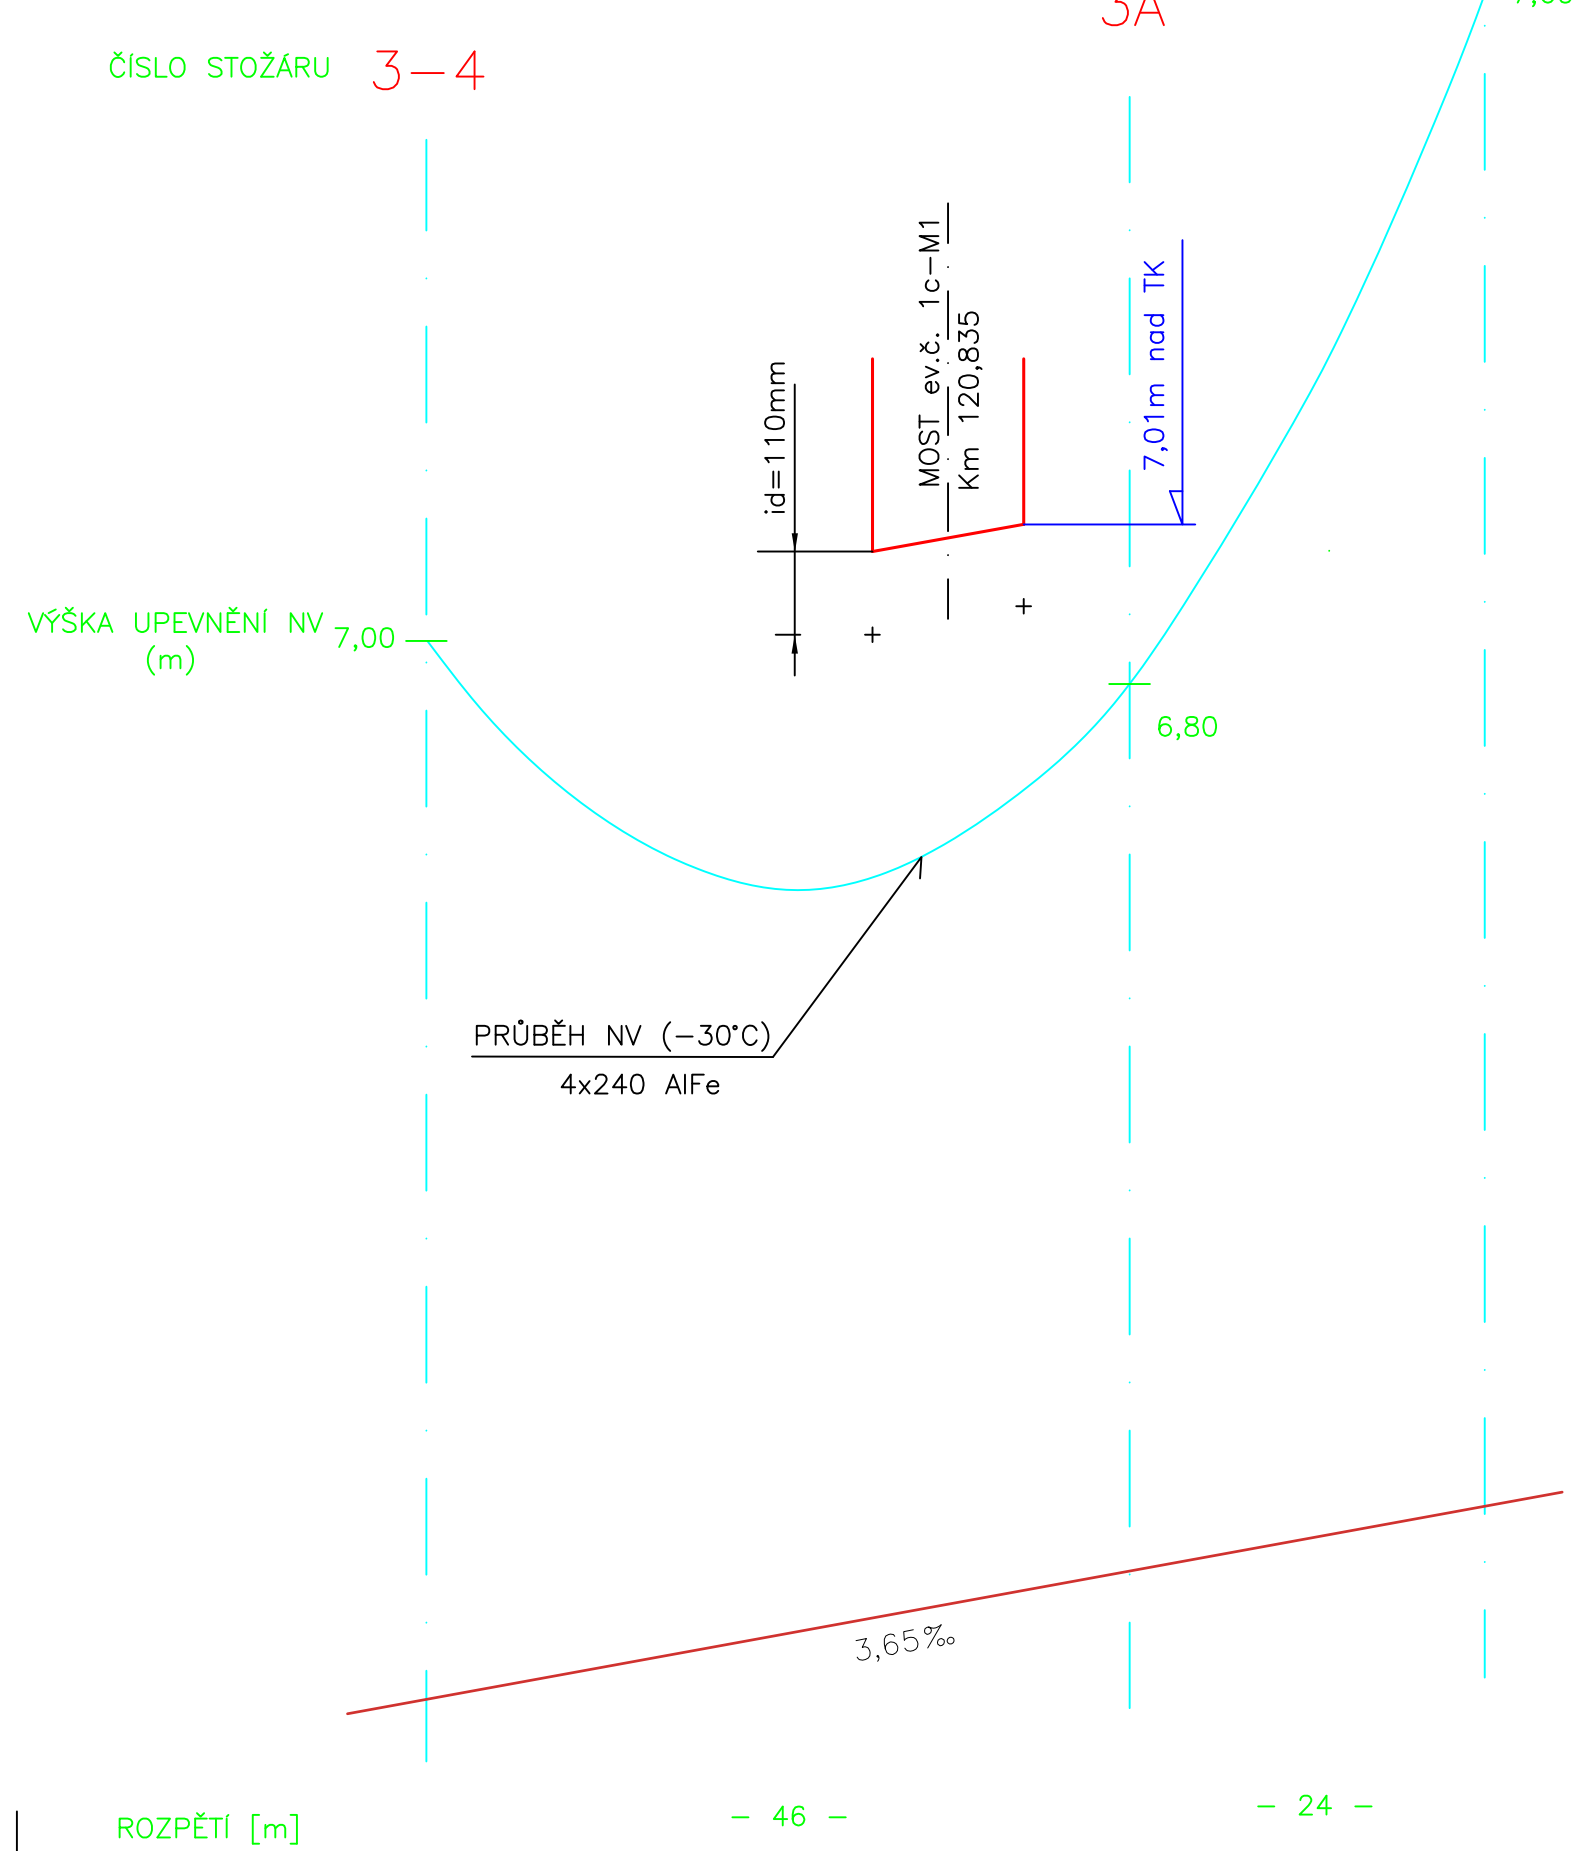 3A
ČÍSLO STOŽÁRU 3-4
MOST ev.č. 1c-M1
Km 120,835
7,01m nad TK
id=110mm
VÝŠKA UPEVNĚNÍ NV 7,00
(m)
6,80
PRŮBĚH NV (-30°C)
4x240 AlFe
3,65‰
ROZPĚTÍ [m] - 46 - - 24 -